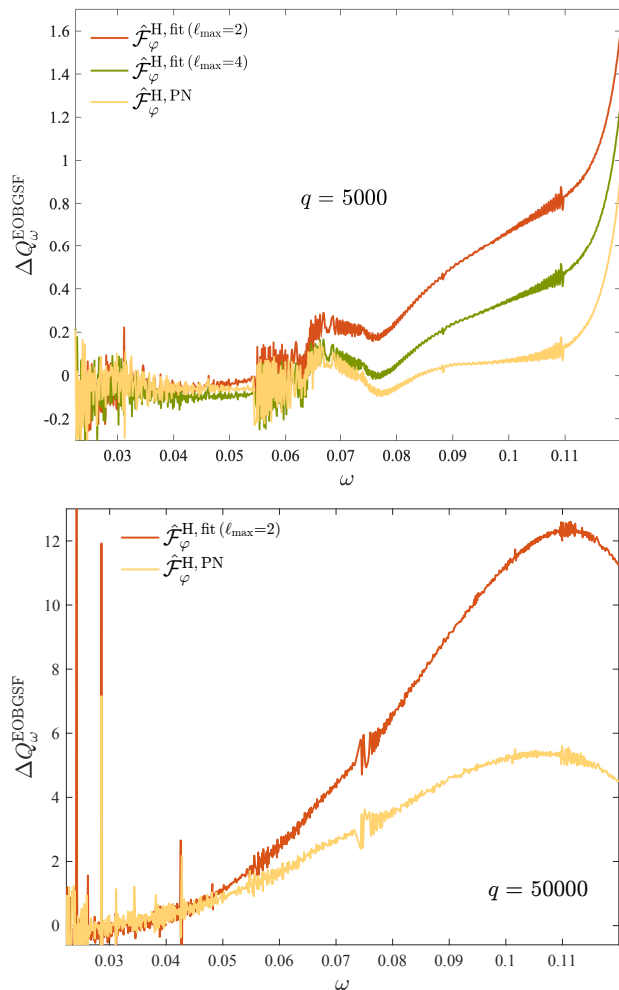 1.6
1.4
1.2
1
0.8
0.6
0.4
0.2
0
-0.2
ΔQ_ω^EOBGSF
𝓕̂_φ^H, fit (ℓ_max=2)
𝓕̂_φ^H, fit (ℓ_max=4)
𝓕̂_φ^H, PN
q = 5000
0.03 0.04 0.05 0.06 0.07 0.08 0.09 0.1 0.11
ω
12
10
8
6
4
2
0
ΔQ_ω^EOBGSF
𝓕̂_φ^H, fit (ℓ_max=2)
𝓕̂_φ^H, PN
q = 50000
0.03 0.04 0.05 0.06 0.07 0.08 0.09 0.1 0.11
ω